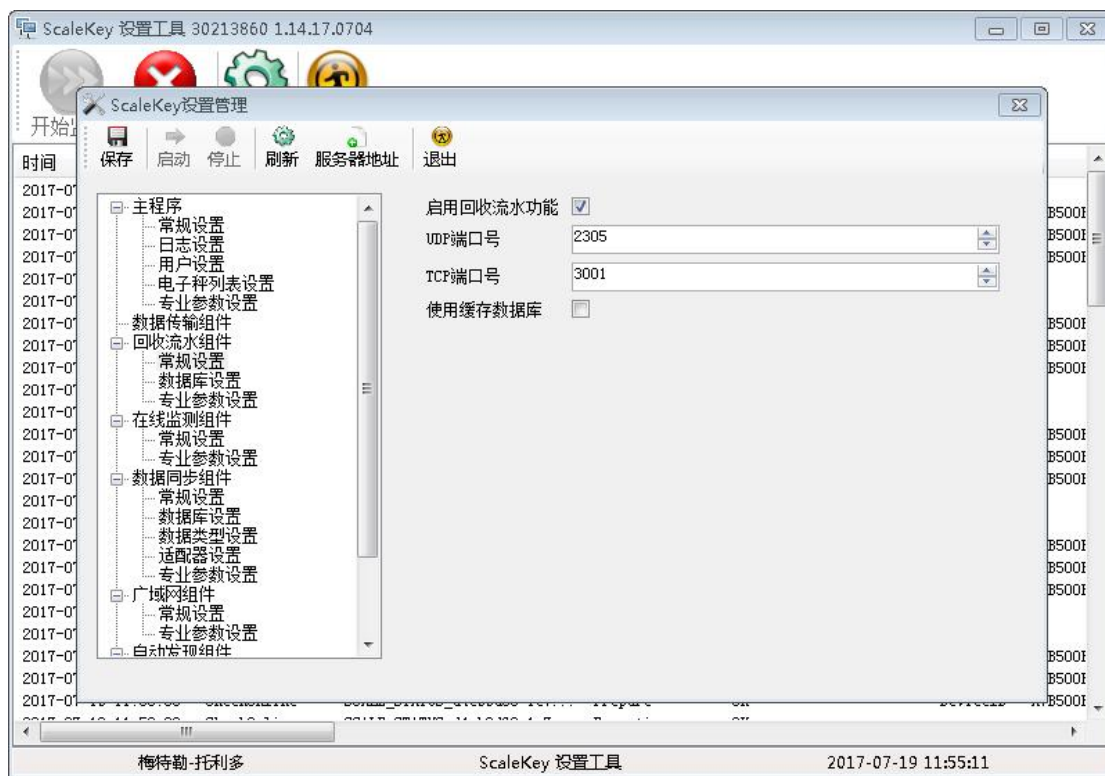 ScaleKey 设置工具 30213860 1.14.17.0704
开始
ScaleKey设置管理
保存 启动 停止 刷新 服务器地址 退出
时间
主程序
常规设置
日志设置
用户设置
电子秤列表设置
专业参数设置
数据传输组件
回收流水组件
常规设置
数据库设置
专业参数设置
在线监测组件
常规设置
专业参数设置
数据同步组件
常规设置
数据库设置
数据类型设置
适配器设置
专业参数设置
广域网组件
常规设置
专业参数设置
自动发现组件
启用回收流水功能
UDP端口号 2305
TCP端口号 3001
使用缓存数据库
梅特勒-托利多 ScaleKey 设置工具 2017-07-19 11:55:11